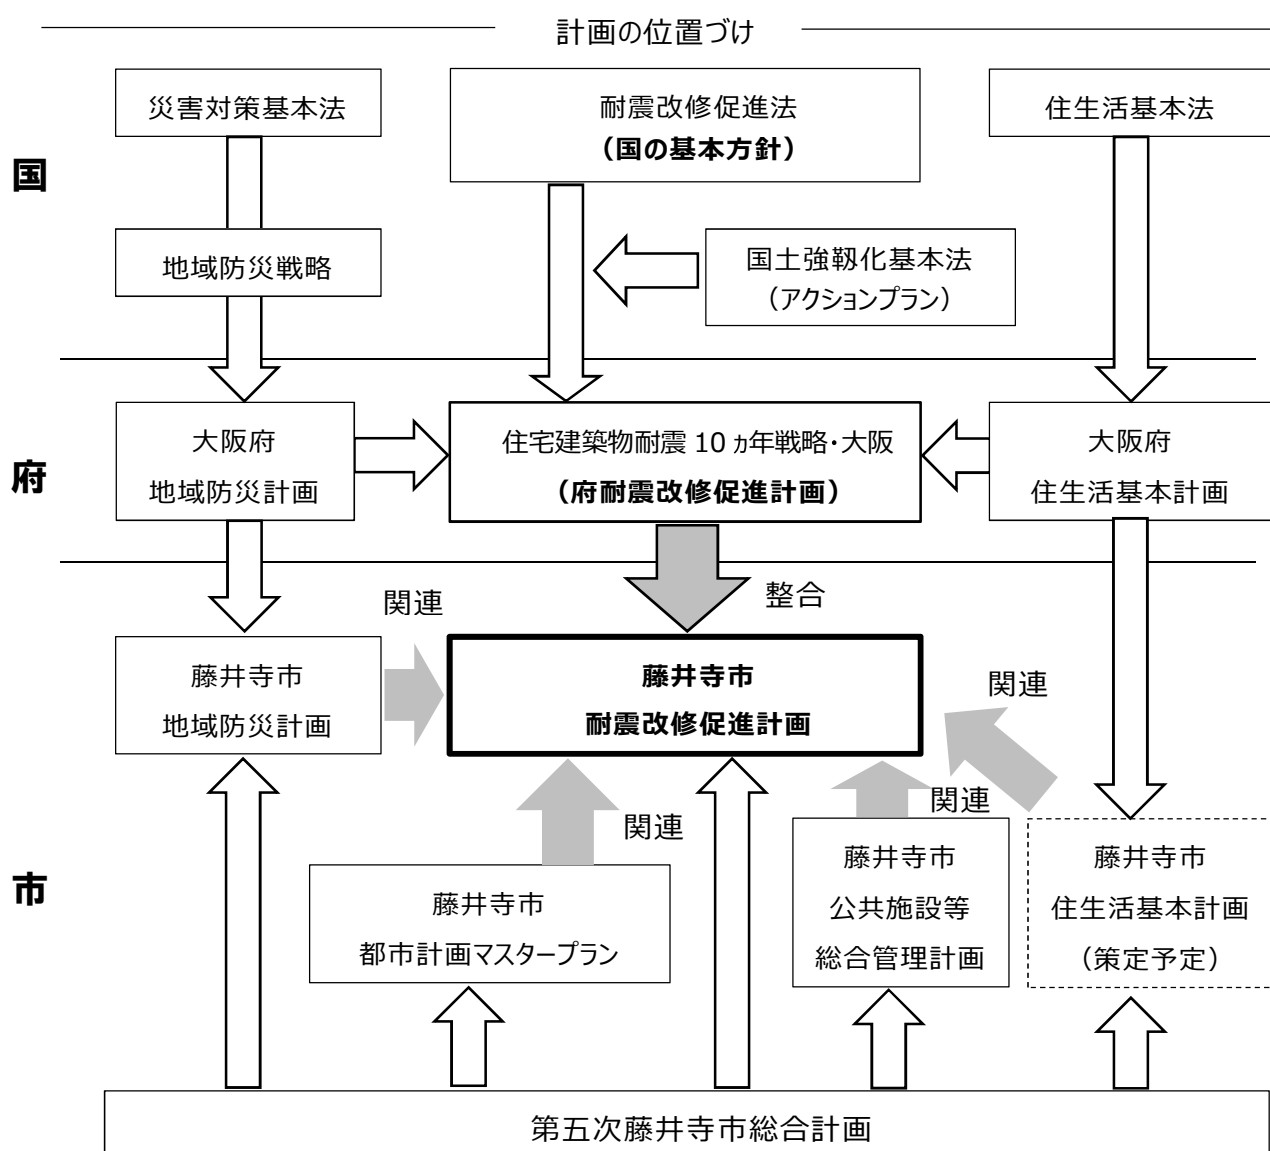 計画の位置づけ
国
災害対策基本法
耐震改修促進法
（国の基本方針）
住生活基本法
地域防災戦略
国土強靱化基本法
（アクションプラン）
府
大阪府
地域防災計画
住宅建築物耐震 10 ヵ年戦略・大阪
（府耐震改修促進計画）
大阪府
住生活基本計画
整合
関連
市
藤井寺市
地域防災計画
藤井寺市
耐震改修促進計画
関連
関連
関連
藤井寺市
都市計画マスタープラン
藤井寺市
公共施設等
総合管理計画
藤井寺市
住生活基本計画
（策定予定）
第五次藤井寺市総合計画